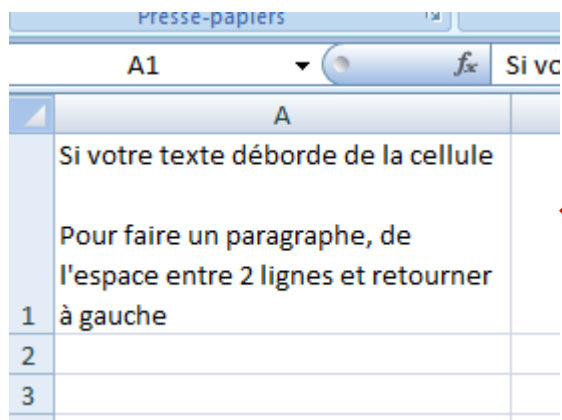 Presse-papiers
A1 fx Si vo
A
Si votre texte déborde de la cellule
Pour faire un paragraphe, de
l'espace entre 2 lignes et retourner
1 à gauche
2
3